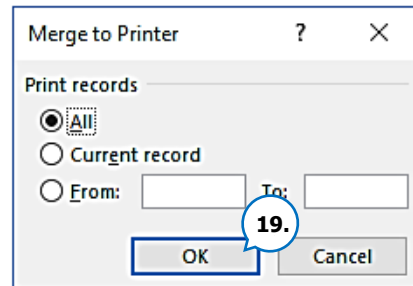 Merge to Printer ? ×
Print records
All
Current record
From: To:
19.
OK Cancel